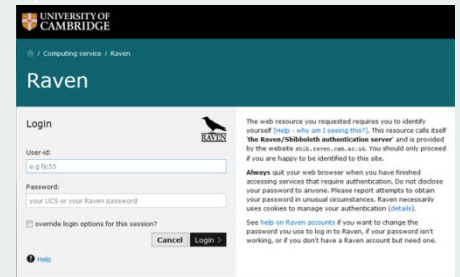 UNIVERSITY OF
CAMBRIDGE
/ Computing service / Raven
Raven
Login
RAVEN
User-id:
e.g fjc55
Password:
your UCS or your Raven password
override login options for this session?
Cancel Login >
Help
The web resource you requested requires you to identify
yourself [Help - why am I seeing this?]. This resource calls itself
'the Raven/Shibboleth authentication server' and is provided
by the website shib.raven.cam.ac.uk. You should only proceed
if you are happy to be identified to this site.
Always quit your web browser when you have finished
accessing services that require authentication. Do not disclose
your password to anyone. Please report attempts to obtain
your password in unusual circumstances. Raven necessarily
uses cookies to manage your authentication (details).
See help on Raven accounts if you want to change the
password you use to log in to Raven, if your password isn't
working, or if you don't have a Raven account but need one.